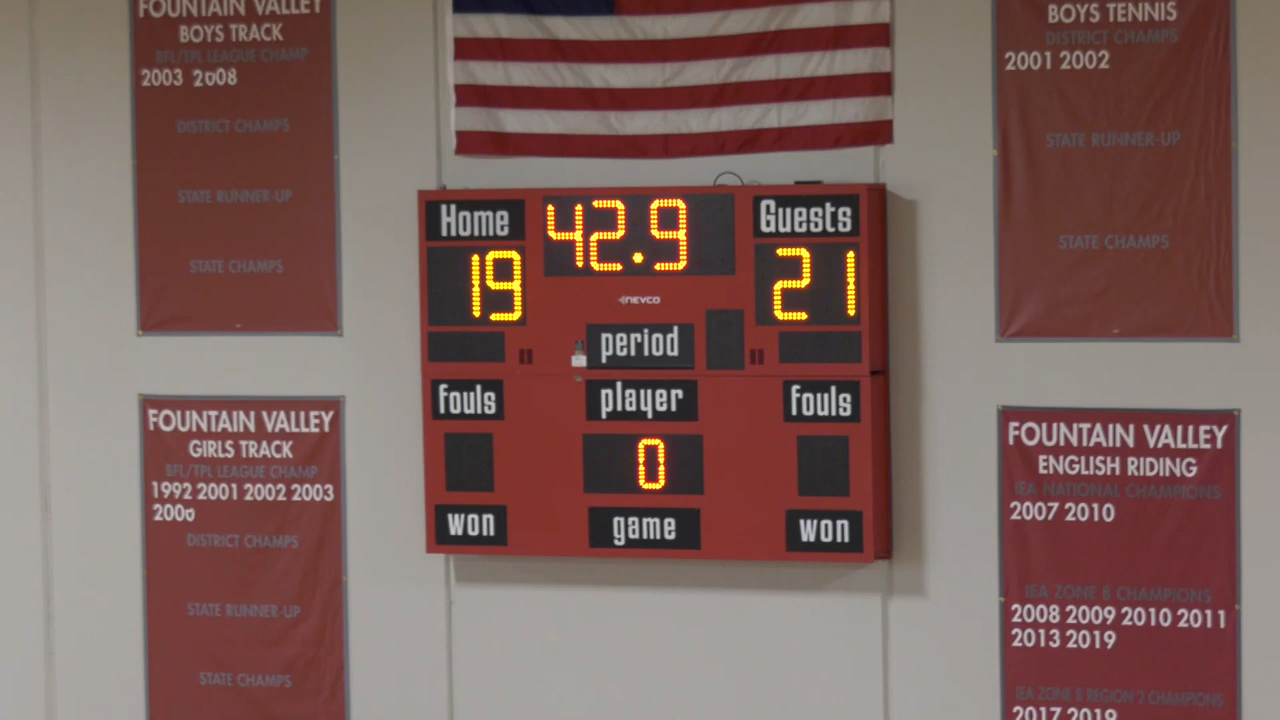 FOUNTAIN VALLEY
BOYS TRACK
BFL/TPL LEAGUE CHAMP
2003 2008
DISTRICT CHAMPS
STATE RUNNER-UP
STATE CHAMPS
FOUNTAIN VALLEY
GIRLS TRACK
BFL/TPL LEAGUE CHAMP
1992 2001 2002 2003
DISTRICT CHAMPS
STATE RUNNER-UP
STATE CHAMPS
Home
42.9
Guests
19
21
NEVCO
period
fouls
player
fouls
0
won
game
won
BOYS TENNIS
DISTRICT CHAMPS
2001 2002
STATE RUNNER-UP
STATE CHAMPS
FOUNTAIN VALLEY
ENGLISH RIDING
IEA NATIONAL CHAMPIONS
2007 2010
IEA ZONE 8 CHAMPIONS
2008 2009 2010 2011
2013 2019
IEA ZONE 8 REGION 2 CHAMPIONS
2017 2019